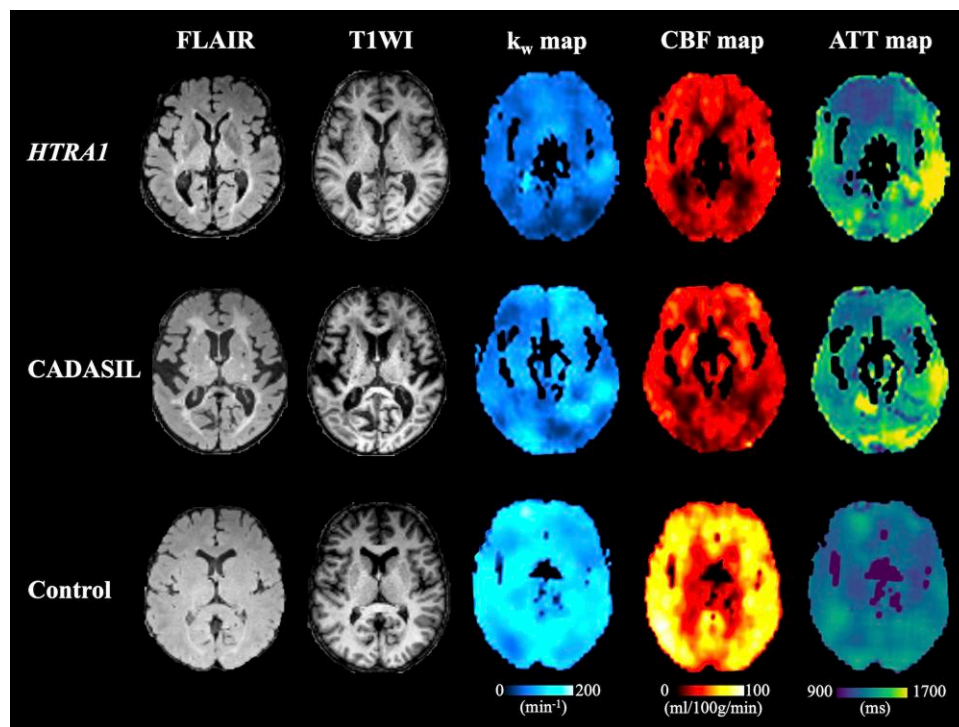 FLAIR T1WI k_w map CBF map ATT map
HTRA1
CADASIL
Control
0 200 0 100 900 1700
(min⁻¹) (ml/100g/min) (ms)